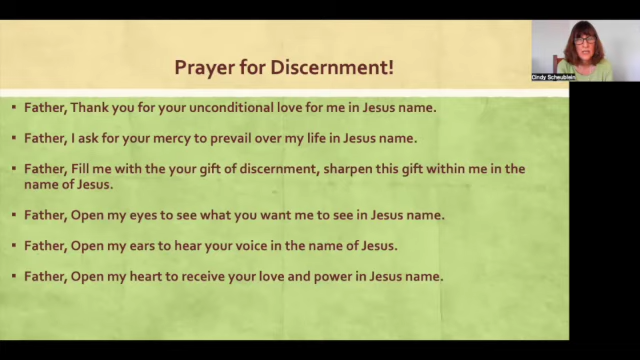 Prayer for Discernment!
Cindy Scheublein
▪ Father, Thank you for your unconditional love for me in Jesus name.
▪ Father, I ask for your mercy to prevail over my life in Jesus name.
▪ Father, Fill me with the your gift of discernment, sharpen this gift within me in the
name of Jesus.
▪ Father, Open my eyes to see what you want me to see in Jesus name.
▪ Father, Open my ears to hear your voice in the name of Jesus.
▪ Father, Open my heart to receive your love and power in Jesus name.